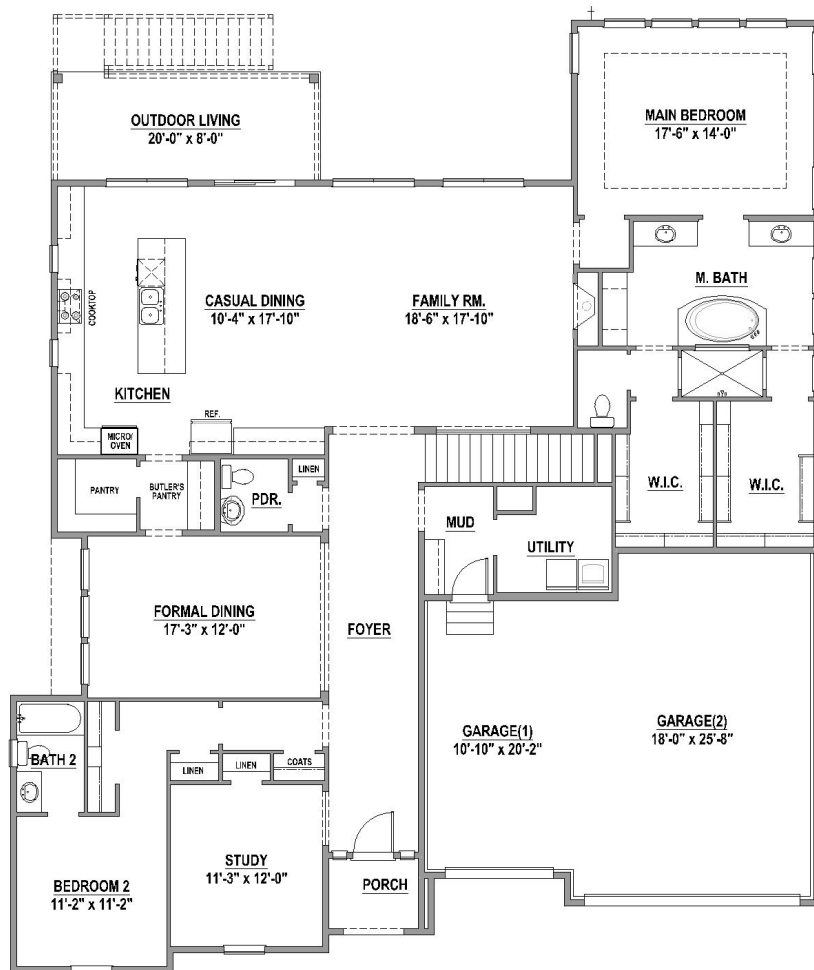 OUTDOOR LIVING
20'-0" x 8'-0"
MAIN BEDROOM
17'-6" x 14'-0"
M. BATH
COOKTOP
CASUAL DINING
10'-4" x 17'-10"
FAMILY RM.
18'-6" x 17'-10"
KITCHEN
REF.
MICRO/
OVEN
PANTRY
BUTLER'S
PANTRY
PDR.
LINEN
W.I.C.
W.I.C.
MUD
UTILITY
FORMAL DINING
17'-3" x 12'-0"
FOYER
GARAGE(1)
10'-10" x 20'-2"
GARAGE(2)
18'-0" x 25'-8"
BATH 2
LINEN
LINEN
COATS
STUDY
11'-3" x 12'-0"
BEDROOM 2
11'-2" x 11'-2"
PORCH